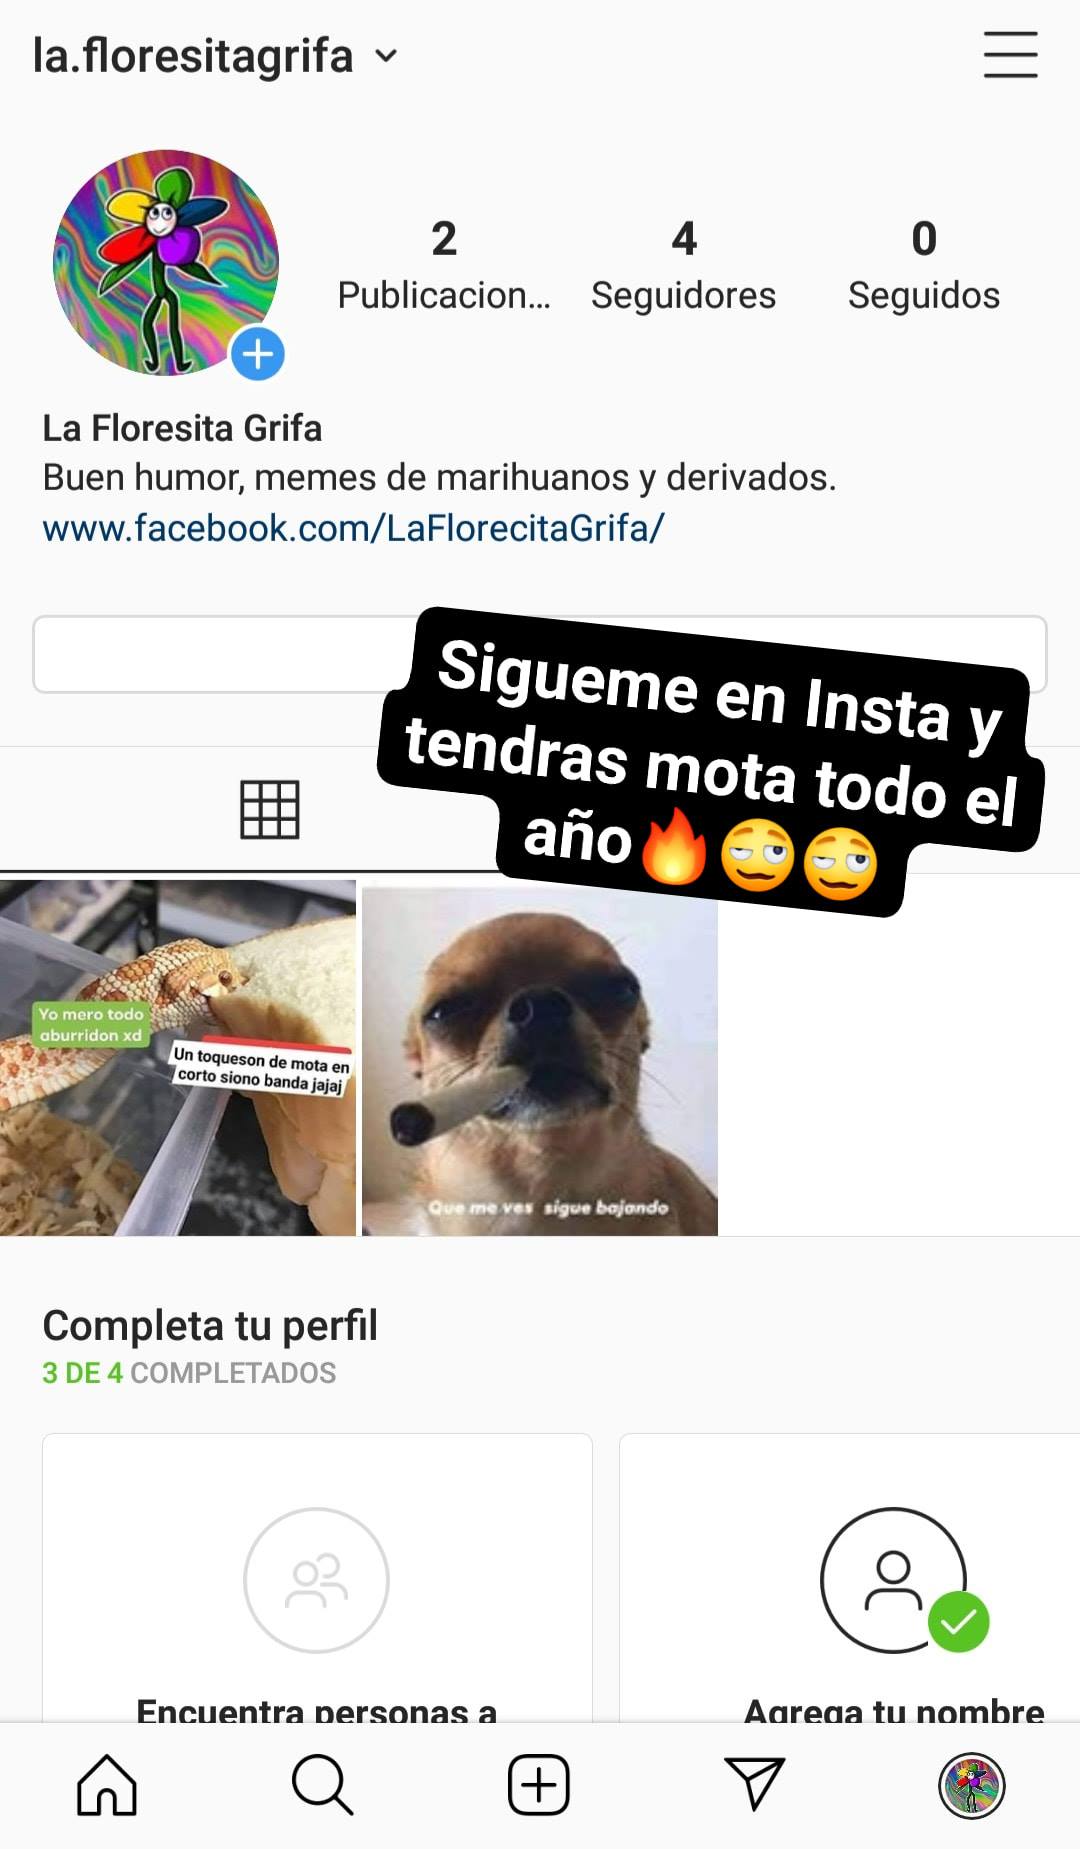 la.floresitagrifa
2
4
0
Publicacion...
Seguidores
Seguidos
La Floresita Grifa
Buen humor, memes de marihuanos y derivados.
www.facebook.com/LaFlorecitaGrifa/
Sigueme en Insta y
tendras mota todo el
año🔥🥴🥴
Yo mero todo
aburridon xd
Un toqueson de mota en
corto siono banda jajaj
Que me ves sigue bajando
Completa tu perfil
3 DE 4 COMPLETADOS
Encuentra personas a
Agrega tu nombre